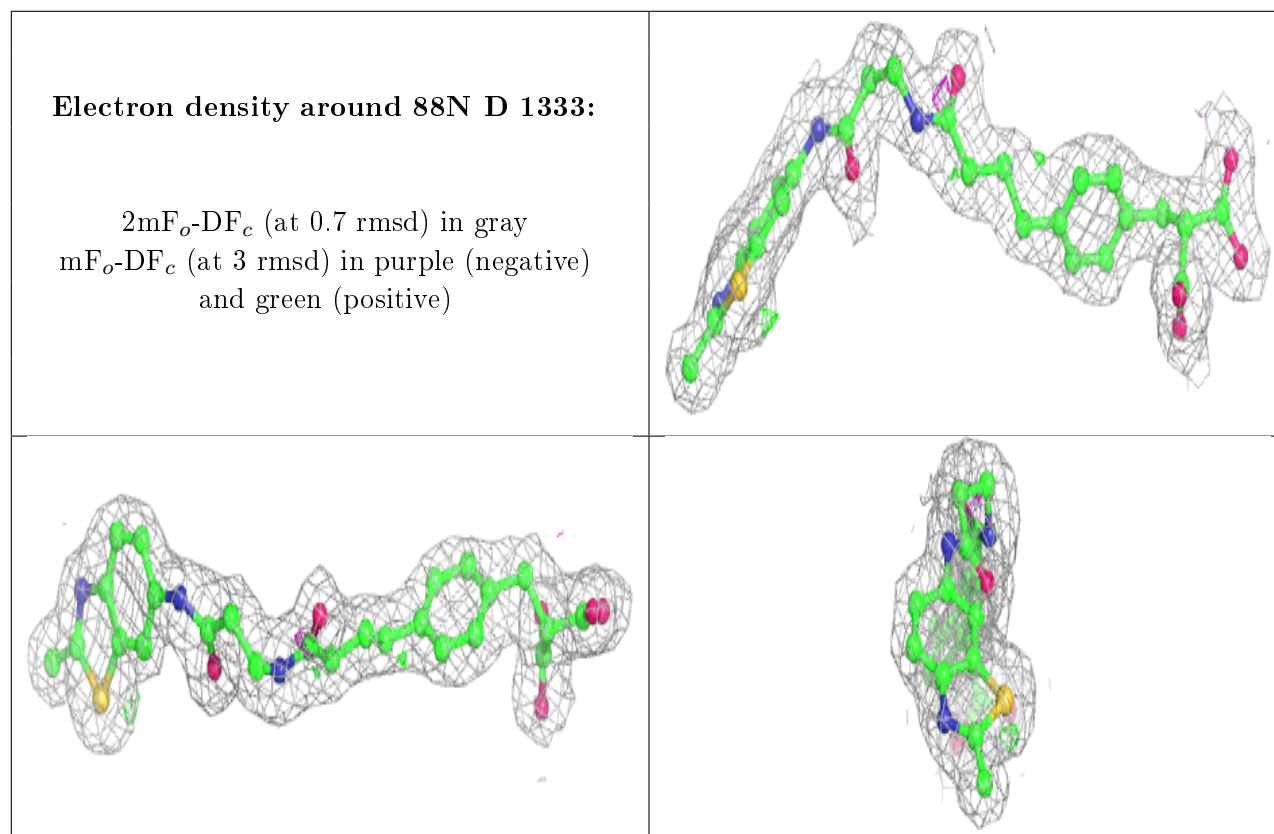 Electron density around 88N D 1333:
2mFo-DFc (at 0.7 rmsd) in gray
mFo-DFc (at 3 rmsd) in purple (negative)
and green (positive)